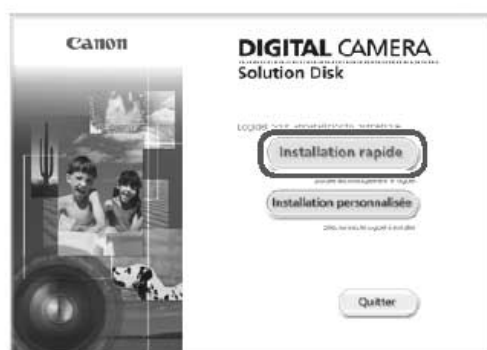 Canon
DIGITAL CAMERA
Solution Disk
Installation rapide
Installation personnalisée
Quitter